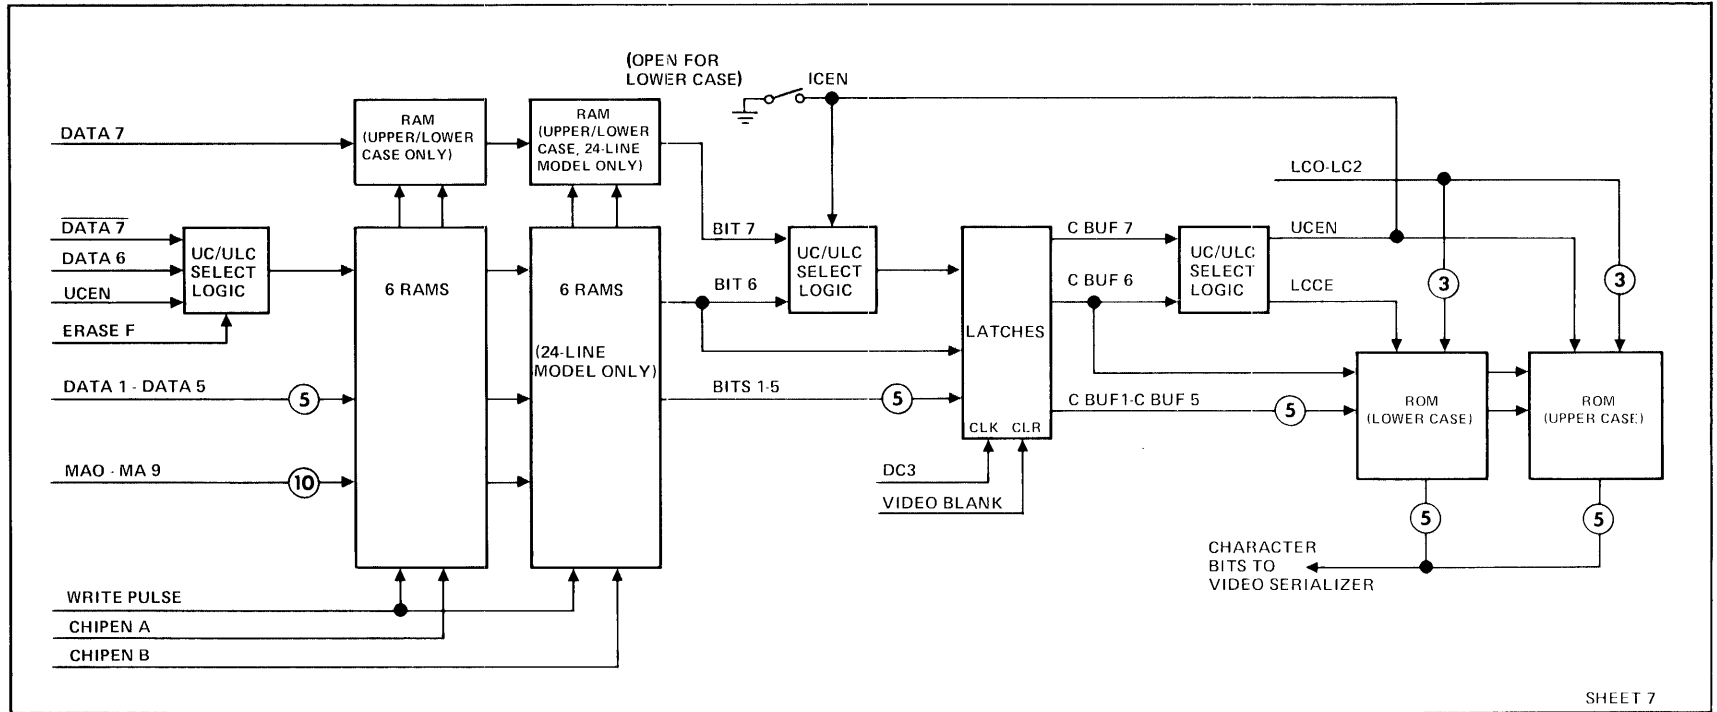 (OPEN FOR
LOWER CASE)
ICEN
DATA 7
RAM
(UPPER/LOWER
CASE ONLY)
RAM
(UPPER/LOWER
CASE, 24-LINE
MODEL ONLY)
LCO-LC2
DATA 7
DATA 6
UCEN
ERASE F
UC/ULC
SELECT
LOGIC
6 RAMS
6 RAMS
(24-LINE
MODEL ONLY)
BIT 7
BIT 6
UC/ULC
SELECT
LOGIC
LATCHES
CLK CLR
C BUF 7
C BUF 6
UC/ULC
SELECT
LOGIC
UCEN
LCCE
3
3
DATA 1 - DATA 5
5
BITS 1-5
5
C BUF1-C BUF 5
5
ROM
(LOWER CASE)
ROM
(UPPER CASE)
MAO - MA 9
10
DC3
VIDEO BLANK
5
5
CHARACTER
BITS TO
VIDEO SERIALIZER
WRITE PULSE
CHIPEN A
CHIPEN B
SHEET 7